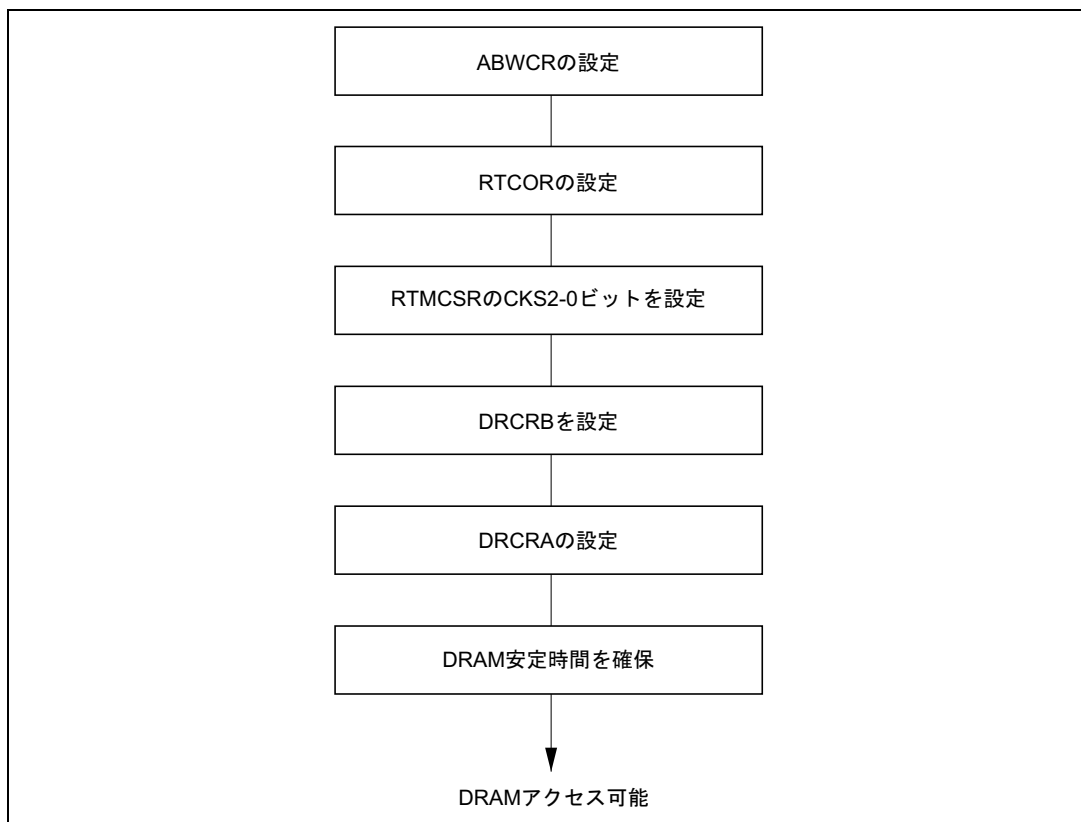 ABWCRの設定
RTCORの設定
RTMCSRのCKS2-0ビットを設定
DRCRBを設定
DRCRAの設定
DRAM安定時間を確保
DRAMアクセス可能